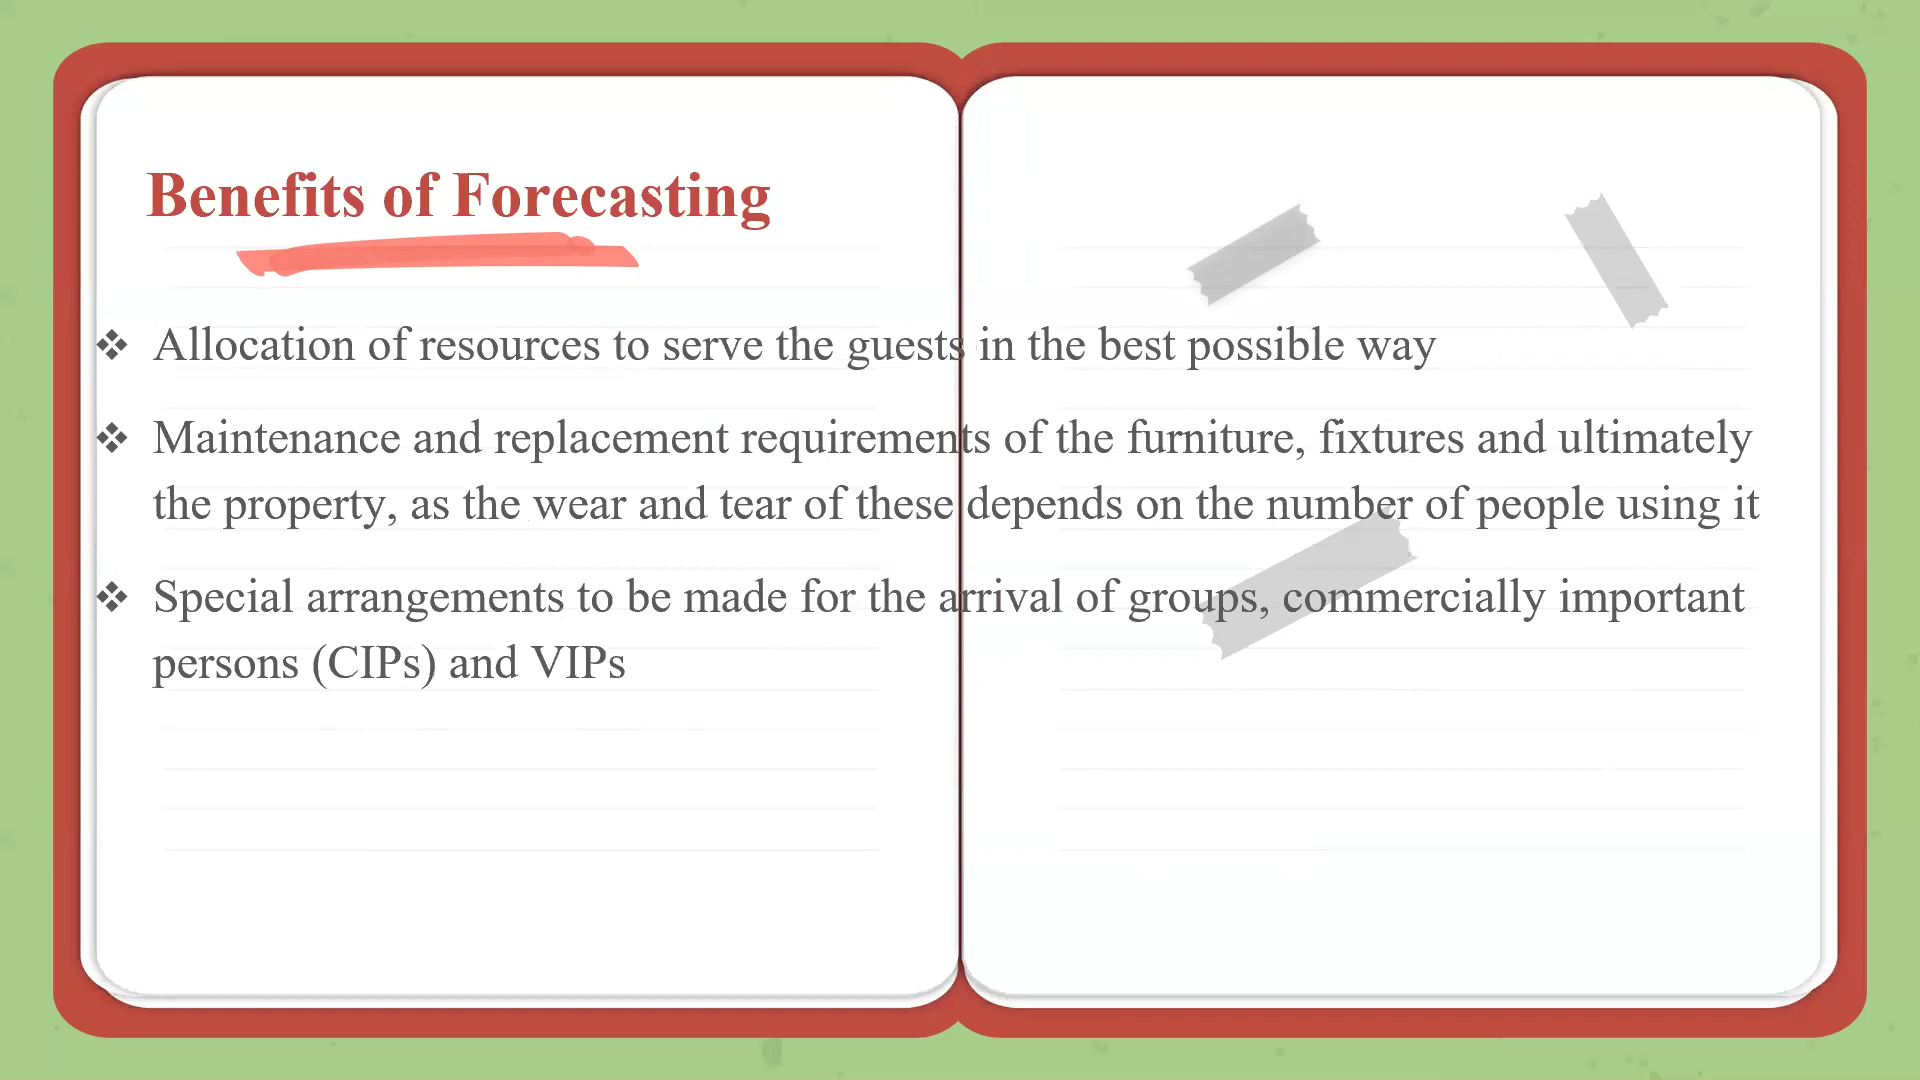 Benefits of Forecasting
❖ Allocation of resources to serve the guests in the best possible way
❖ Maintenance and replacement requirements of the furniture, fixtures and ultimately
the property, as the wear and tear of these depends on the number of people using it
❖ Special arrangements to be made for the arrival of groups, commercially important
persons (CIPs) and VIPs